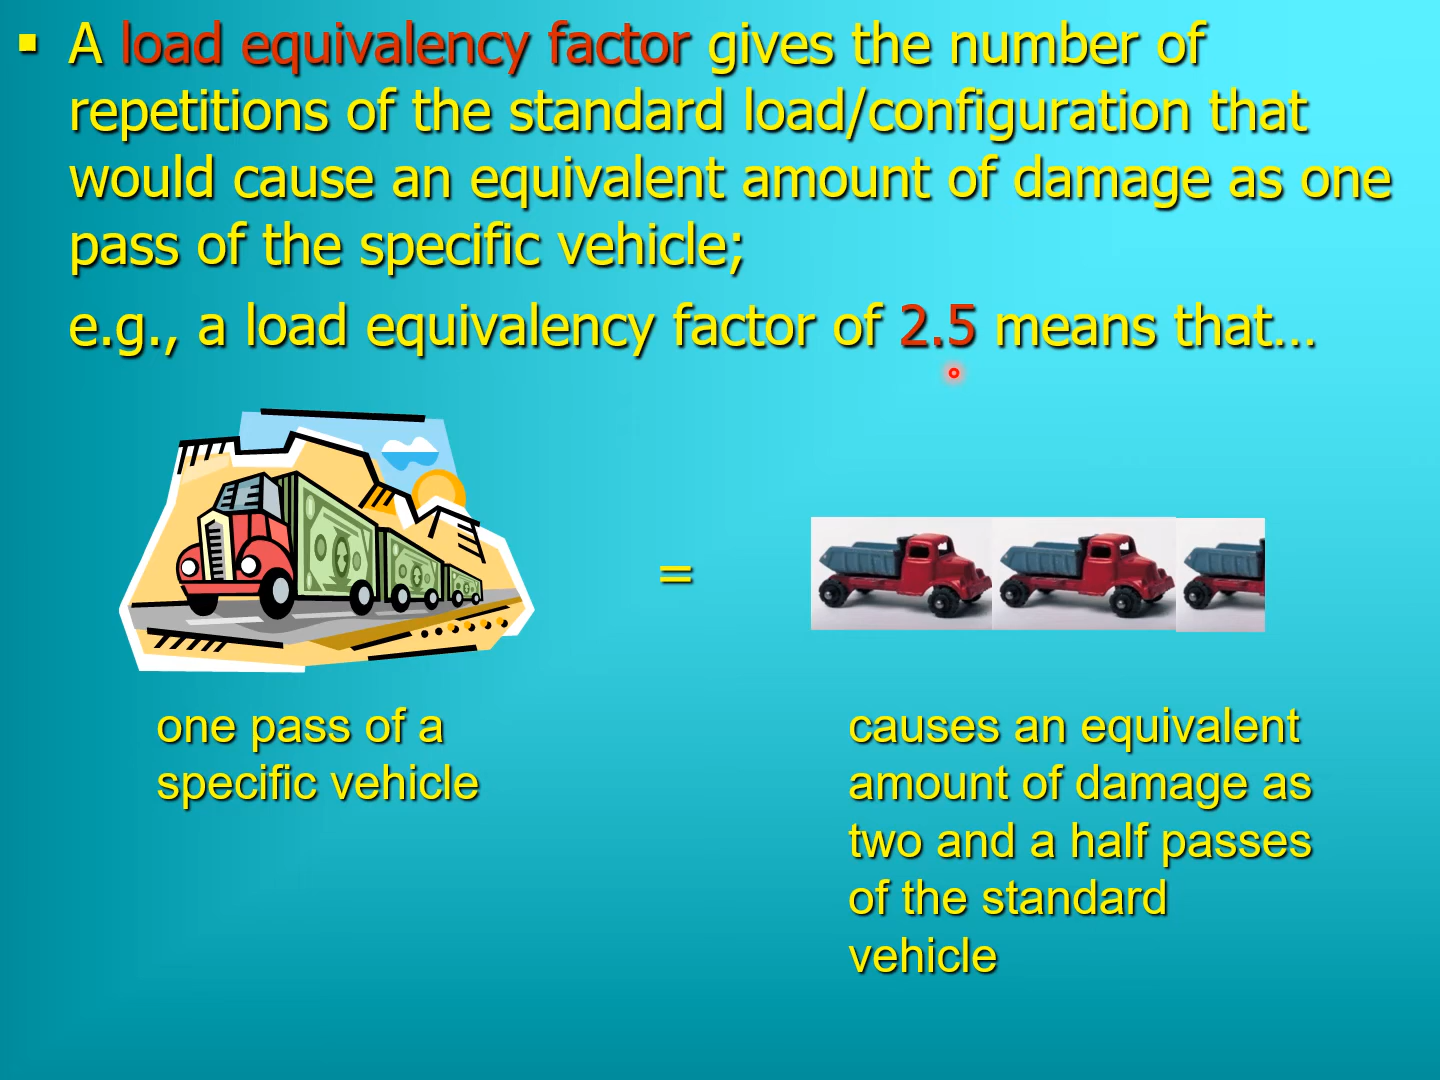 ▪ A load equivalency factor gives the number of
repetitions of the standard load/configuration that
would cause an equivalent amount of damage as one
pass of the specific vehicle;
e.g., a load equivalency factor of 2.5 means that...
=
one pass of a
specific vehicle
causes an equivalent
amount of damage as
two and a half passes
of the standard
vehicle